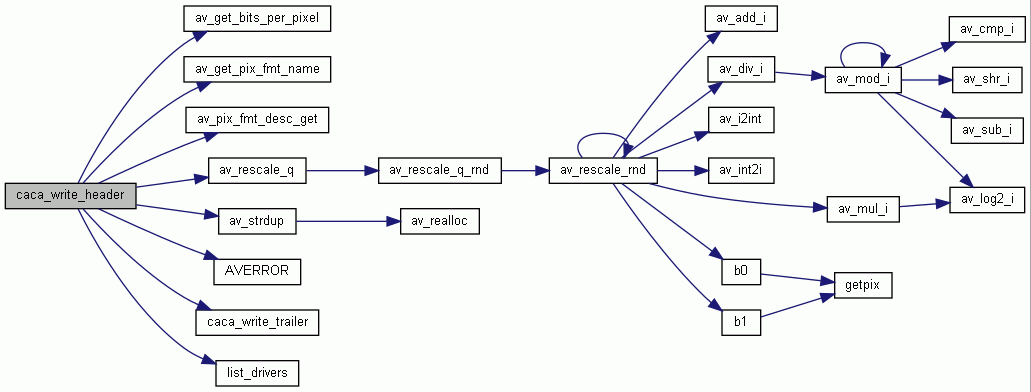 caca_write_header
av_get_bits_per_pixel
av_get_pix_fmt_name
av_pix_fmt_desc_get
av_rescale_q
av_strdup
AVERROR
caca_write_trailer
list_drivers
av_rescale_q_rnd
av_realloc
av_rescale_rnd
av_add_i
av_div_i
av_i2int
av_int2i
av_mul_i
b0
b1
av_mod_i
getpix
av_cmp_i
av_shr_i
av_sub_i
av_log2_i